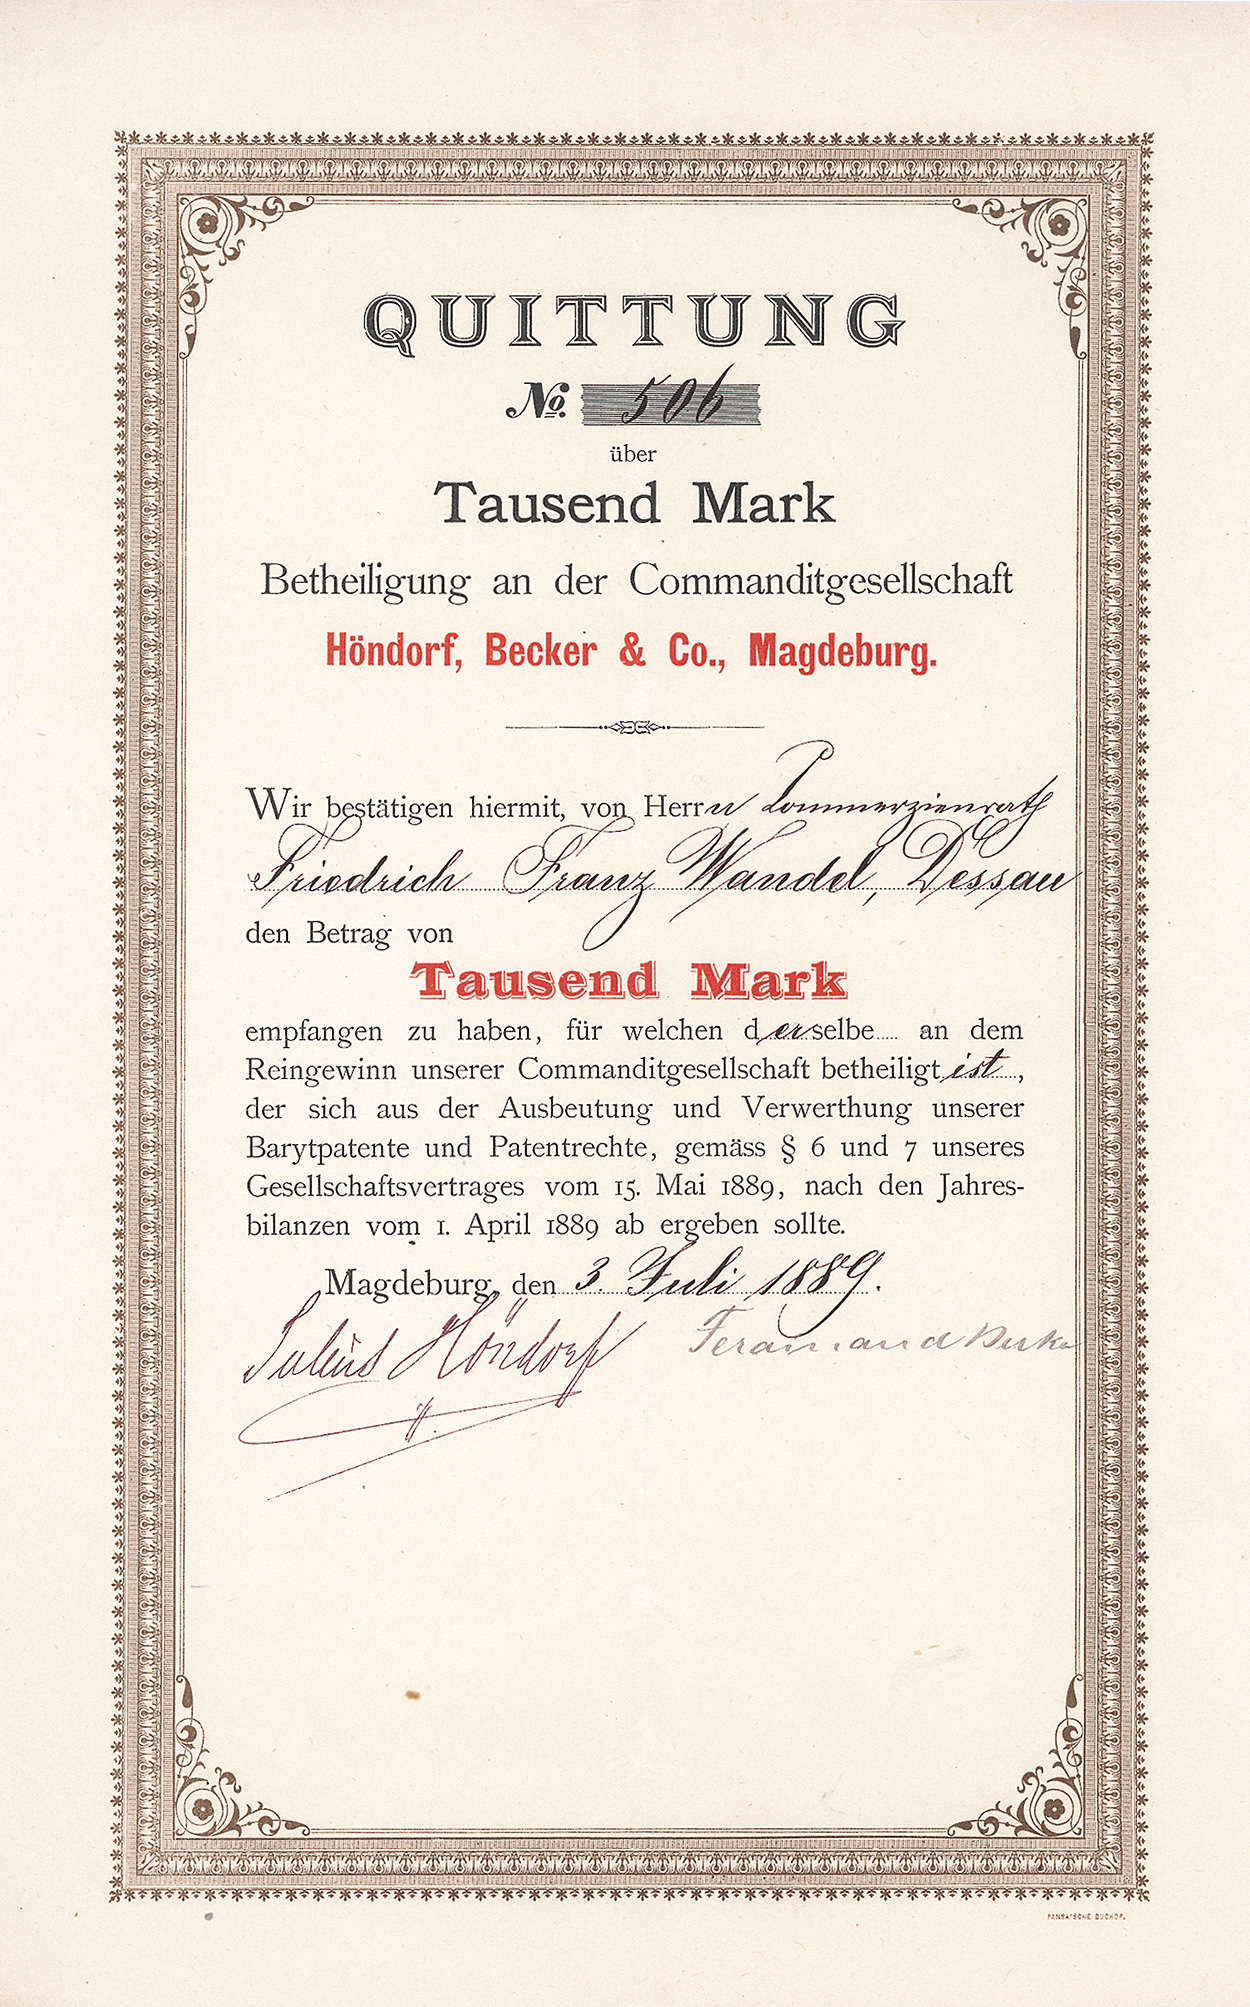 QUITTUNG
No. 506
über
Tausend Mark
Betheiligung an der Commanditgesellschaft
Höndorf, Becker & Co., Magdeburg.
Wir bestätigen hiermit, von Herrn Commerzienrath
Friedrich Franz Wandel, Dessau
den Betrag von
Tausend Mark
empfangen zu haben, für welchen derselbe an dem
Reingewinn unserer Commanditgesellschaft betheiligt ist,
der sich aus der Ausbeutung und Verwerthung unserer
Barytpatente und Patentrechte, gemäss § 6 und 7 unseres
Gesellschaftsvertrages vom 15. Mai 1889, nach den Jahres-
bilanzen vom 1. April 1889 ab ergeben sollte.
Magdeburg, den 3. Juli 1889.
Julius Höndorf
PANSA'SCHE BUCHDR.